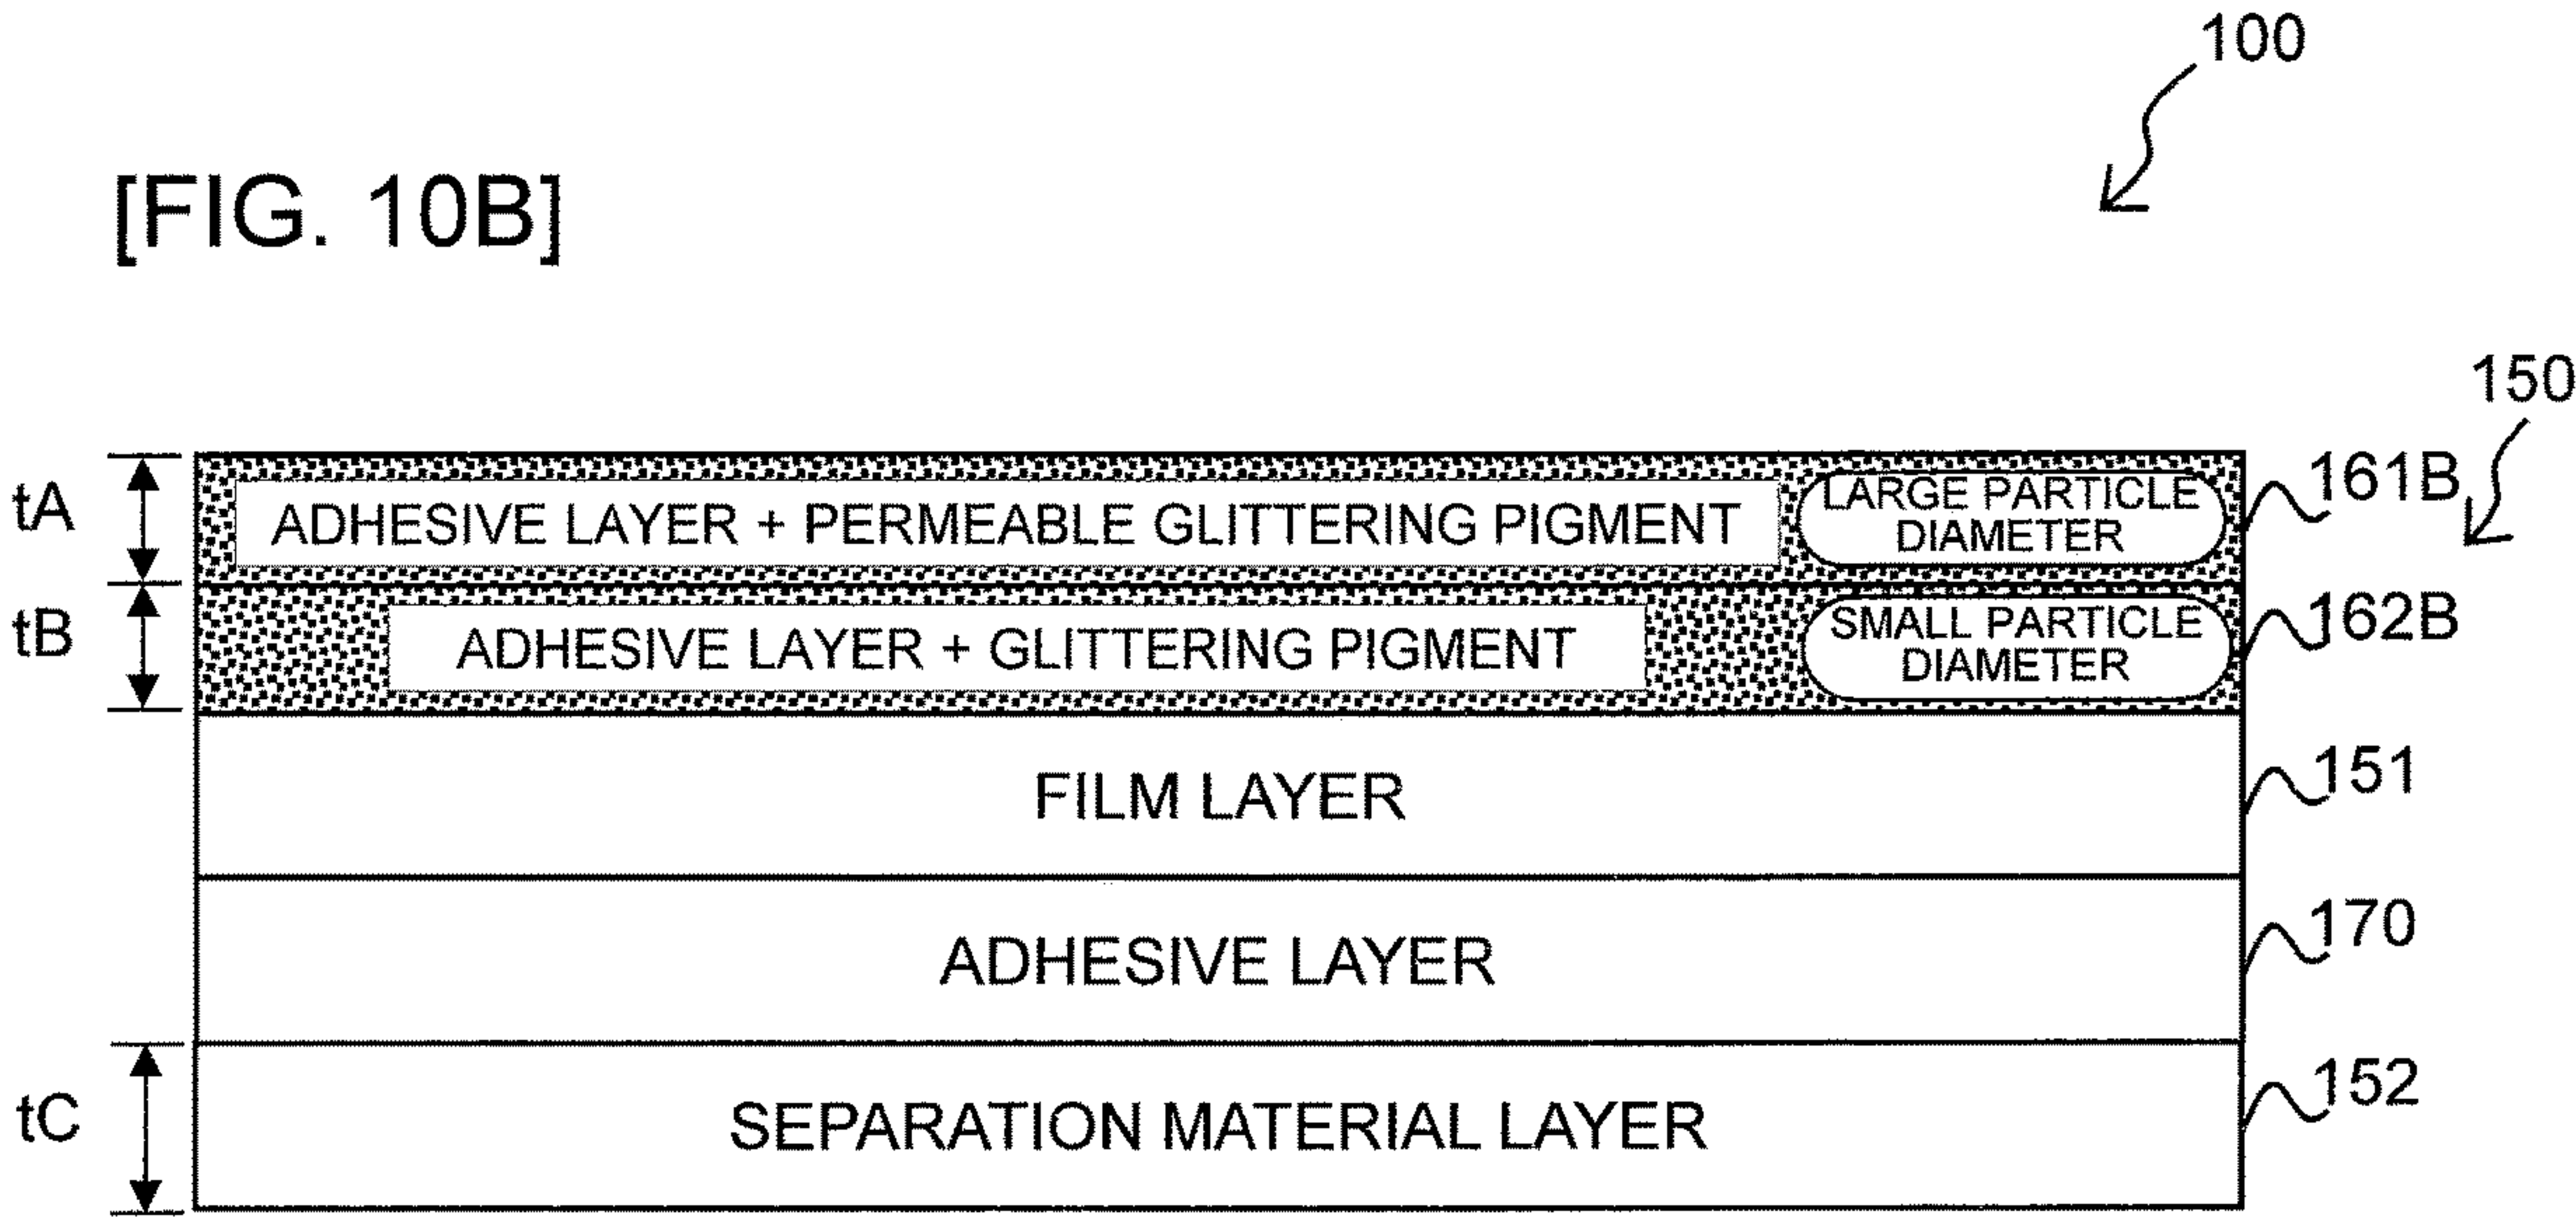 100
[FIG. 10B]
150
tA
ADHESIVE LAYER + PERMEABLE GLITTERING PIGMENT
LARGE PARTICLE
DIAMETER
161B
tB
ADHESIVE LAYER + GLITTERING PIGMENT
SMALL PARTICLE
DIAMETER
162B
FILM LAYER
151
ADHESIVE LAYER
170
tC
SEPARATION MATERIAL LAYER
152